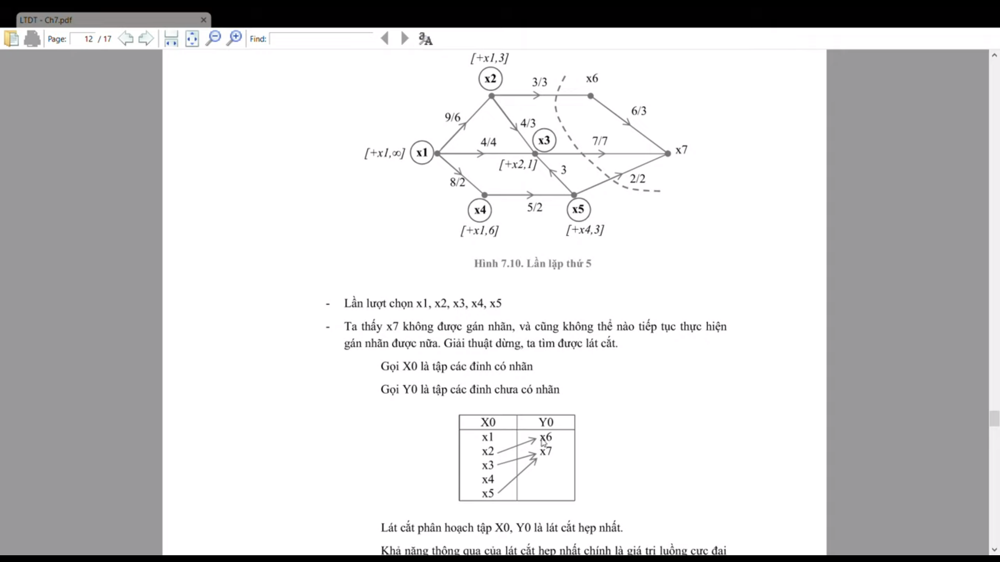 LTDT - Ch7.pdf
Page: 12 / 17 Find:
[+x1,3]
x2
3/3
x6
9/6
4/3
6/3
4/4
x3
7/7
[+x1,∞]
x1
x7
[+x2,1]
3
8/2
2/2
5/2
x4
x5
[+x1,6]
[+x4,3]
Hình 7.10. Lần lặp thứ 5
- Lần lượt chọn x1, x2, x3, x4, x5
- Ta thấy x7 không được gán nhãn, và cũng không thể nào tiếp tục thực hiện
gán nhãn được nữa. Giải thuật dừng, ta tìm được lát cắt.
Gọi X0 là tập các đỉnh có nhãn
Gọi Y0 là tập các đỉnh chưa có nhãn
X0 Y0
x1 x6
x2 x7
x3
x4
x5
Lát cắt phân hoạch tập X0, Y0 là lát cắt hẹp nhất.
Khả năng thông qua của lát cắt hẹp nhất chính là giá trị luồng cực đại